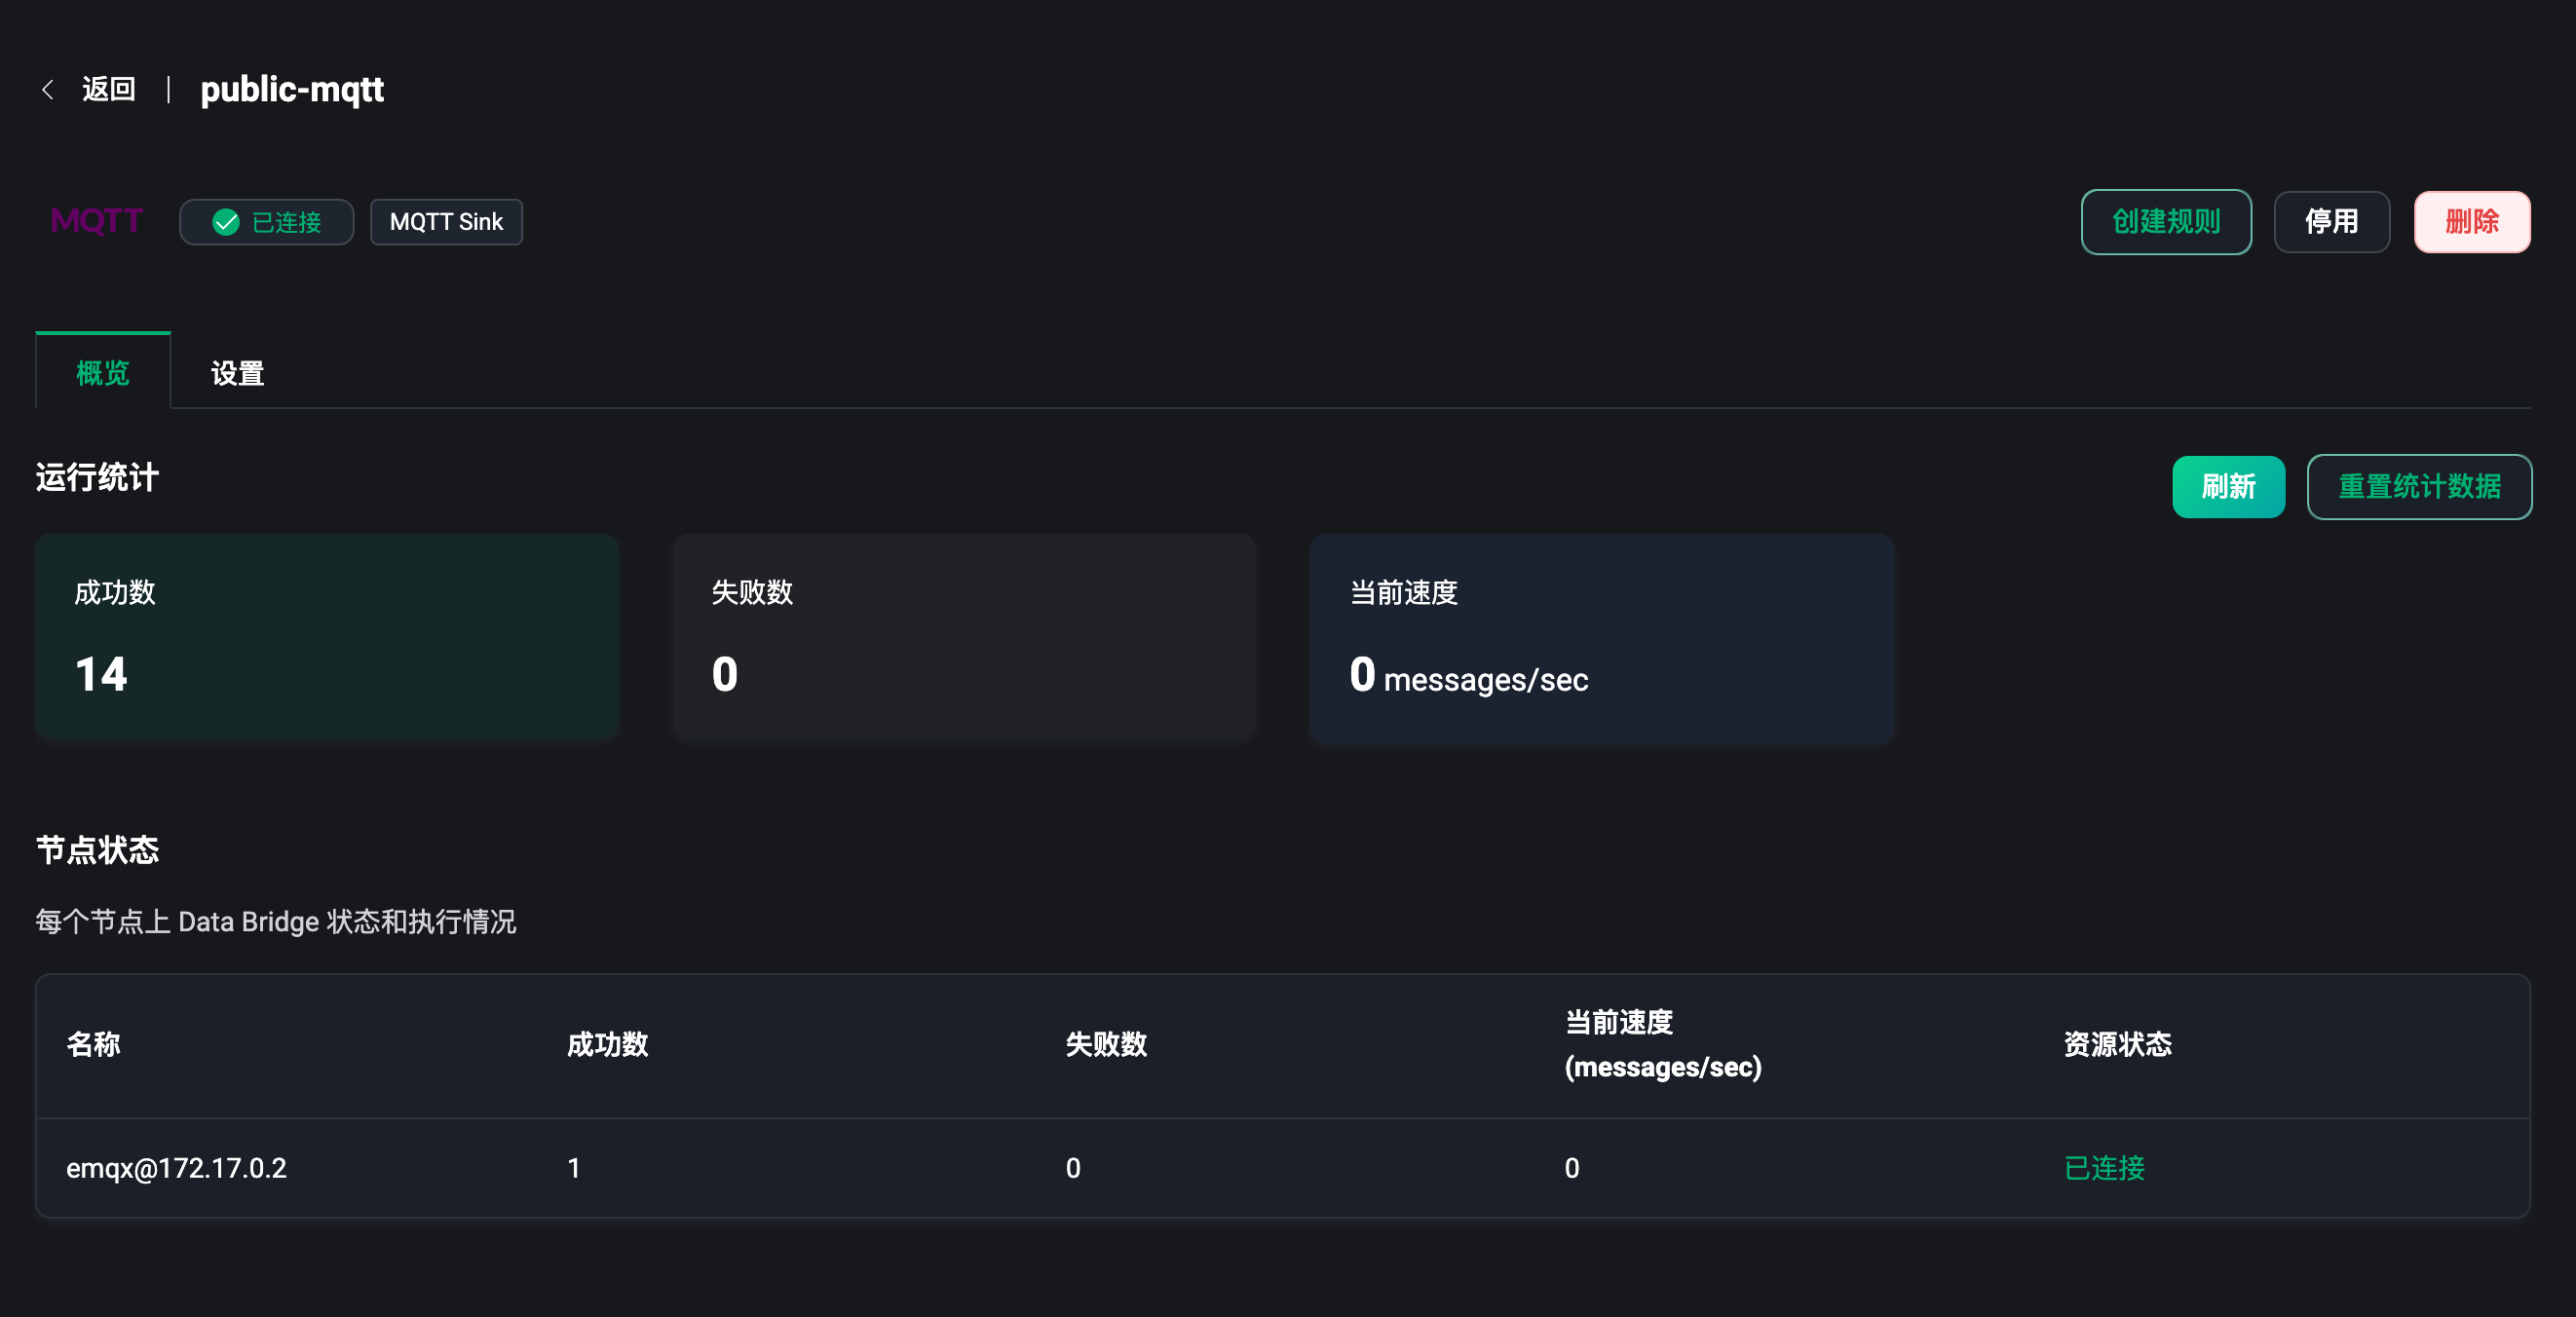 返回 | public-mqtt
MQTT 已连接 MQTT Sink 创建规则 停用 删除
概览 设置
运行统计 刷新 重置统计数据
成功数 失败数 当前速度
14 0 0 messages/sec
节点状态
每个节点上 Data Bridge 状态和执行情况
名称 成功数 失败数 当前速度 (messages/sec) 资源状态
emqx@172.17.0.2 1 0 0 已连接